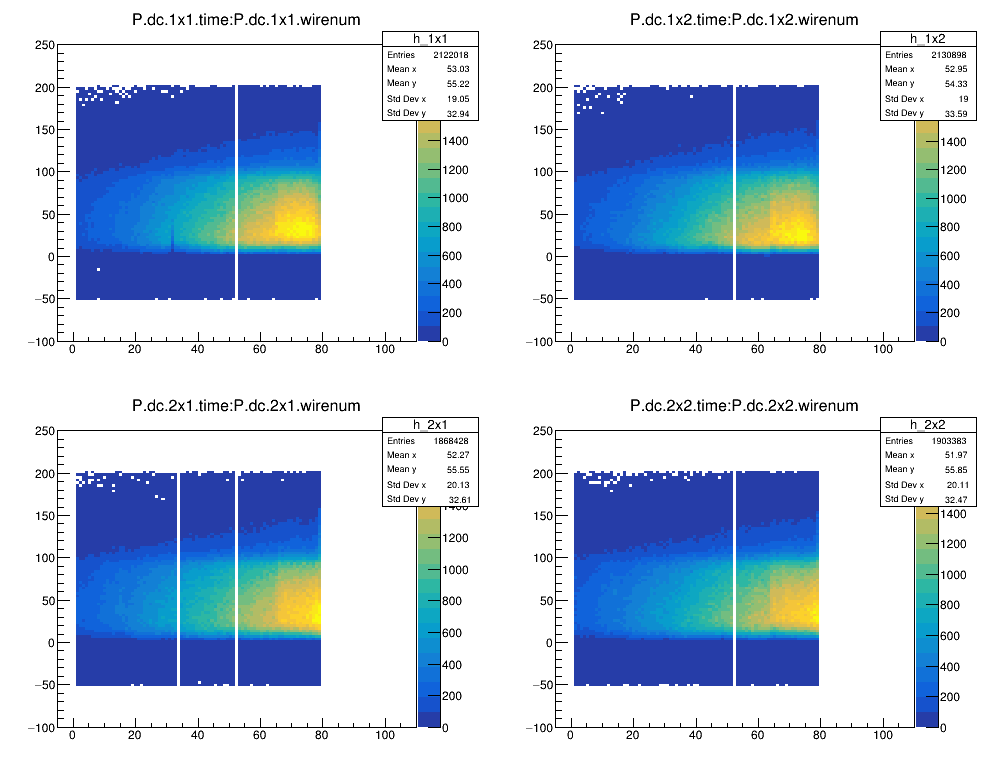 P.dc.1x1.time:P.dc.1x1.wirenum
h_1x1
Entries 2122018
Mean x 53.03
Mean y 55.22
Std Dev x 19.05
Std Dev y 32.94
250
200
150
100
50
0
−50
−100
0 20 40 60 80 100
1400
1200
1000
800
600
400
200
0
P.dc.1x2.time:P.dc.1x2.wirenum
h_1x2
Entries 2130898
Mean x 52.95
Mean y 54.33
Std Dev x 19
Std Dev y 33.59
250
200
150
100
50
0
−50
−100
0 20 40 60 80 100
1400
1200
1000
800
600
400
200
0
P.dc.2x1.time:P.dc.2x1.wirenum
h_2x1
Entries 1868428
Mean x 52.27
Mean y 55.55
Std Dev x 20.13
Std Dev y 32.61
250
200
150
100
50
0
−50
−100
0 20 40 60 80 100
1400
1200
1000
800
600
400
200
0
P.dc.2x2.time:P.dc.2x2.wirenum
h_2x2
Entries 1903383
Mean x 51.97
Mean y 55.85
Std Dev x 20.11
Std Dev y 32.47
250
200
150
100
50
0
−50
−100
0 20 40 60 80 100
1400
1200
1000
800
600
400
200
0